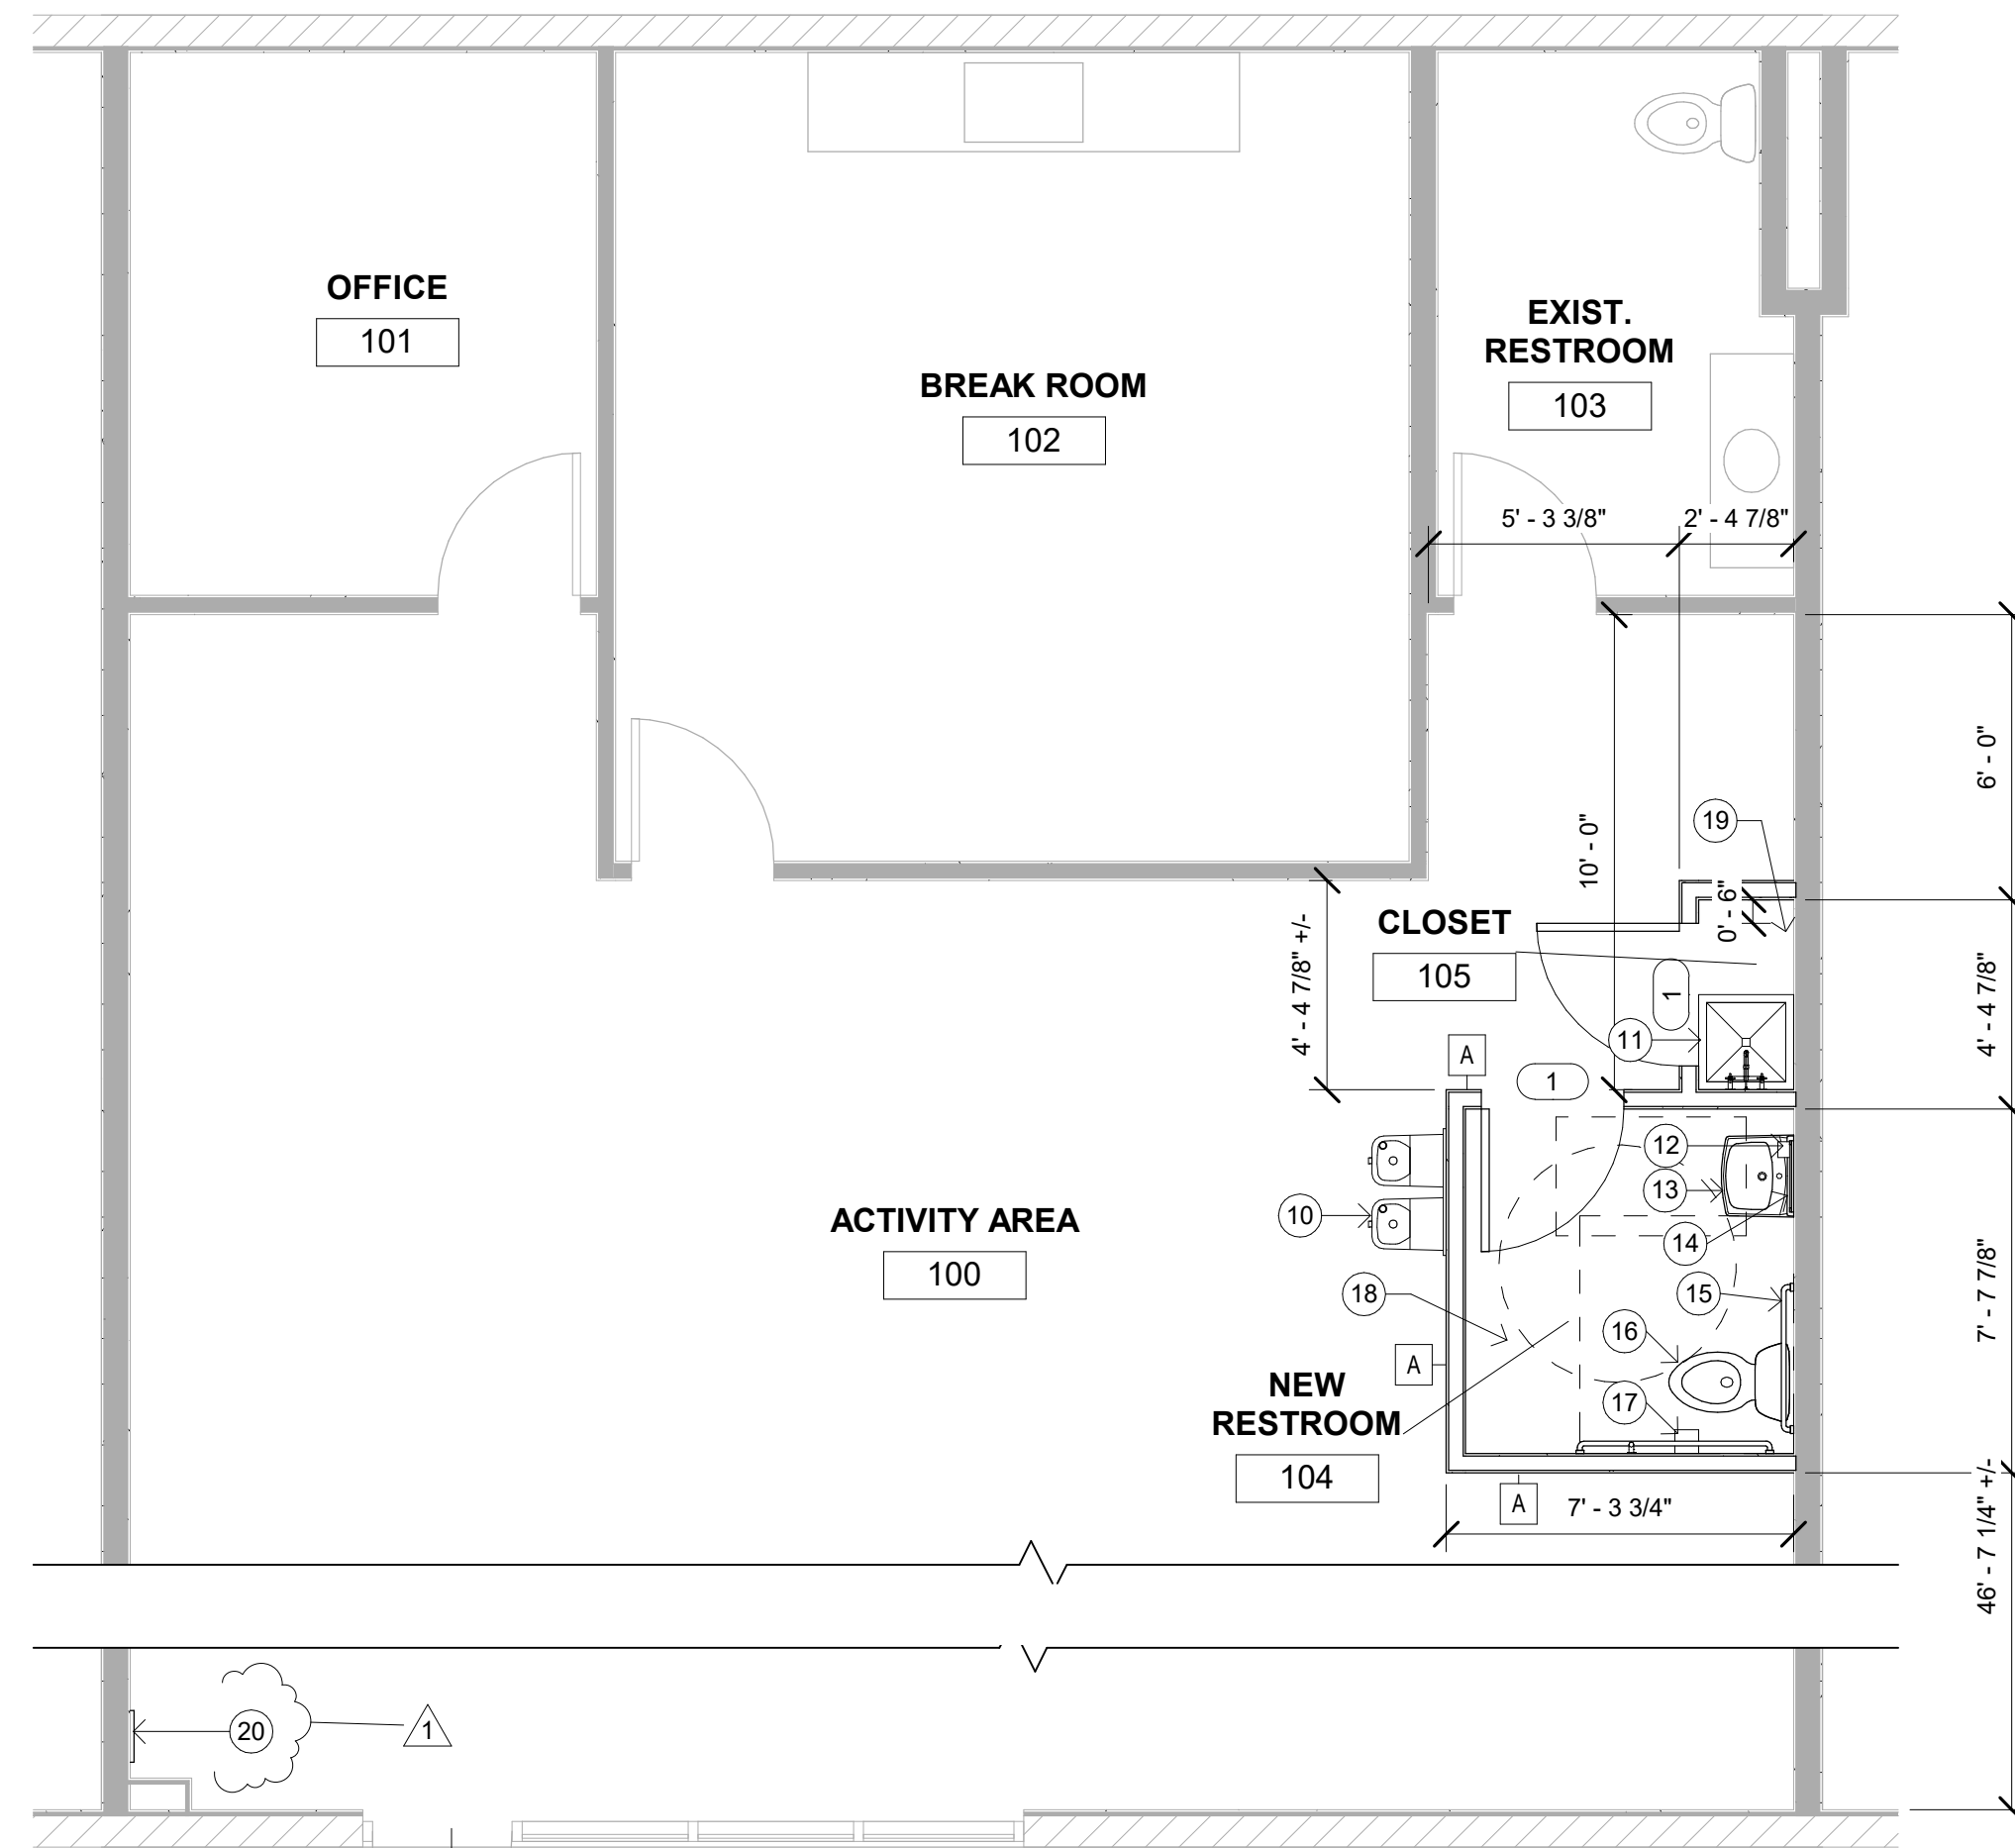 OFFICE
101
BREAK ROOM
102
EXIST.
RESTROOM
103
5' - 3 3/8"
2' - 4 7/8"
6' - 0"
10' - 0"
19
0' - 6"
CLOSET
105
4' - 4 7/8" +/-
4' - 4 7/8"
1
11
A
1
12
13
14
10
ACTIVITY AREA
100
15
18
16
17
7' - 7 7/8"
A
NEW
RESTROOM
104
A
7' - 3 3/4"
46' - 7 1/4" +/-
20
1